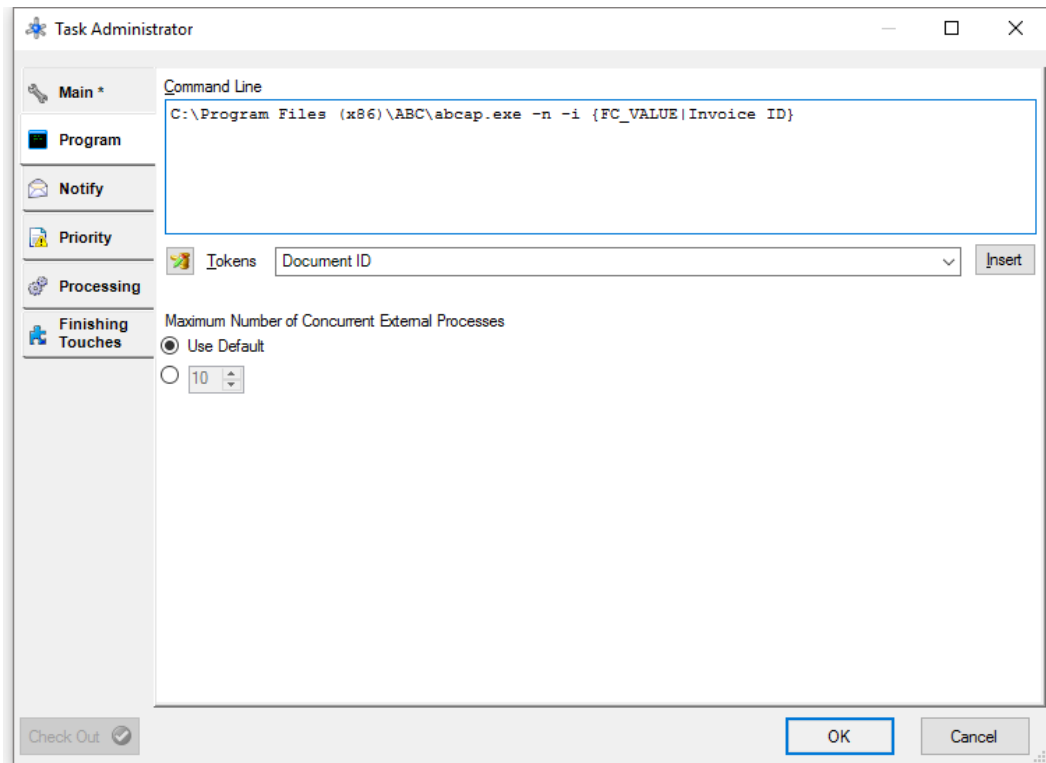 Task Administrator
Main *
Program
Notify
Priority
Processing
Finishing
Touches
Command Line
C:\Program Files (x86)\ABC\abcap.exe -n -i {FC_VALUE|Invoice ID}
Tokens
Document ID
Insert
Maximum Number of Concurrent External Processes
Use Default
10
Check Out
OK
Cancel